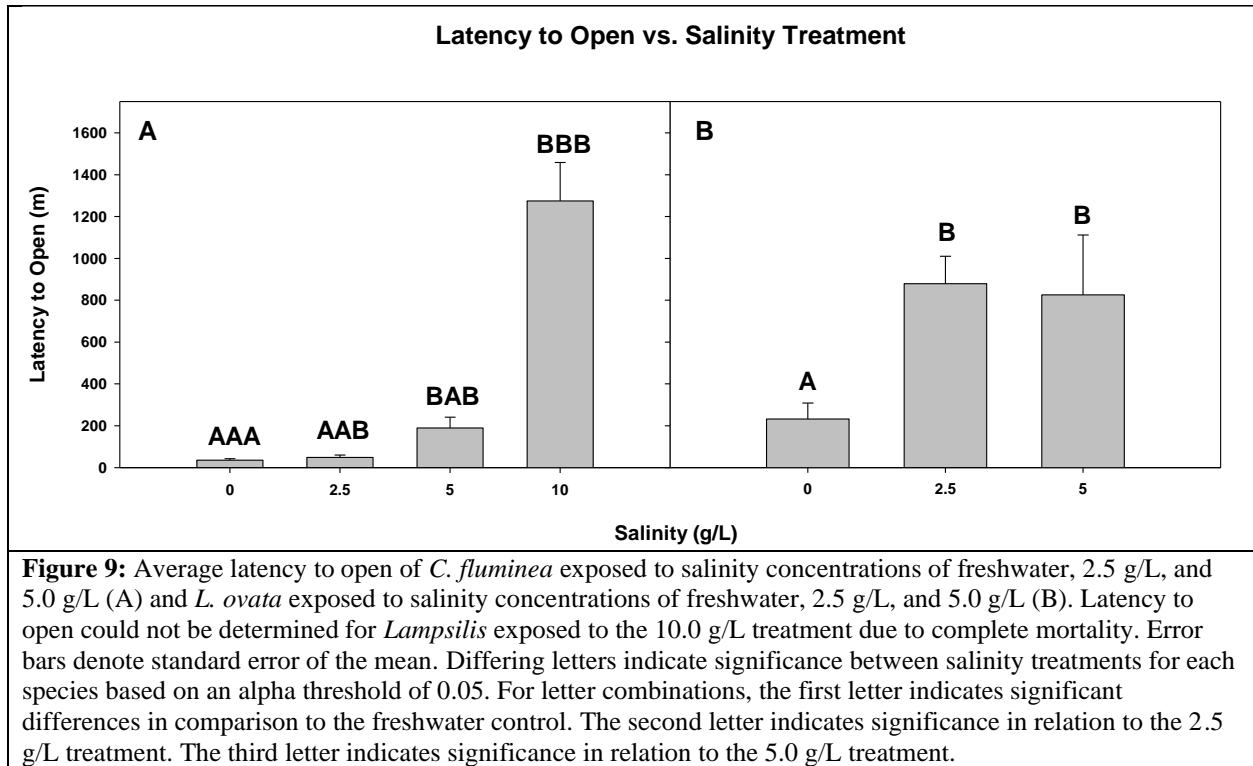 Latency to Open vs. Salinity Treatment
Latency to Open (m)
1600
1400
1200
1000
800
600
400
200
0
A
AAA
AAB
BAB
BBB
0
2.5
5
10
B
A
B
B
0
2.5
5
Salinity (g/L)
Figure 9: Average latency to open of C. fluminea exposed to salinity concentrations of freshwater, 2.5 g/L, and
5.0 g/L (A) and L. ovata exposed to salinity concentrations of freshwater, 2.5 g/L, and 5.0 g/L (B). Latency to
open could not be determined for Lampsilis exposed to the 10.0 g/L treatment due to complete mortality. Error
bars denote standard error of the mean. Differing letters indicate significance between salinity treatments for each
species based on an alpha threshold of 0.05. For letter combinations, the first letter indicates significant
differences in comparison to the freshwater control. The second letter indicates significance in relation to the 2.5
g/L treatment. The third letter indicates significance in relation to the 5.0 g/L treatment.